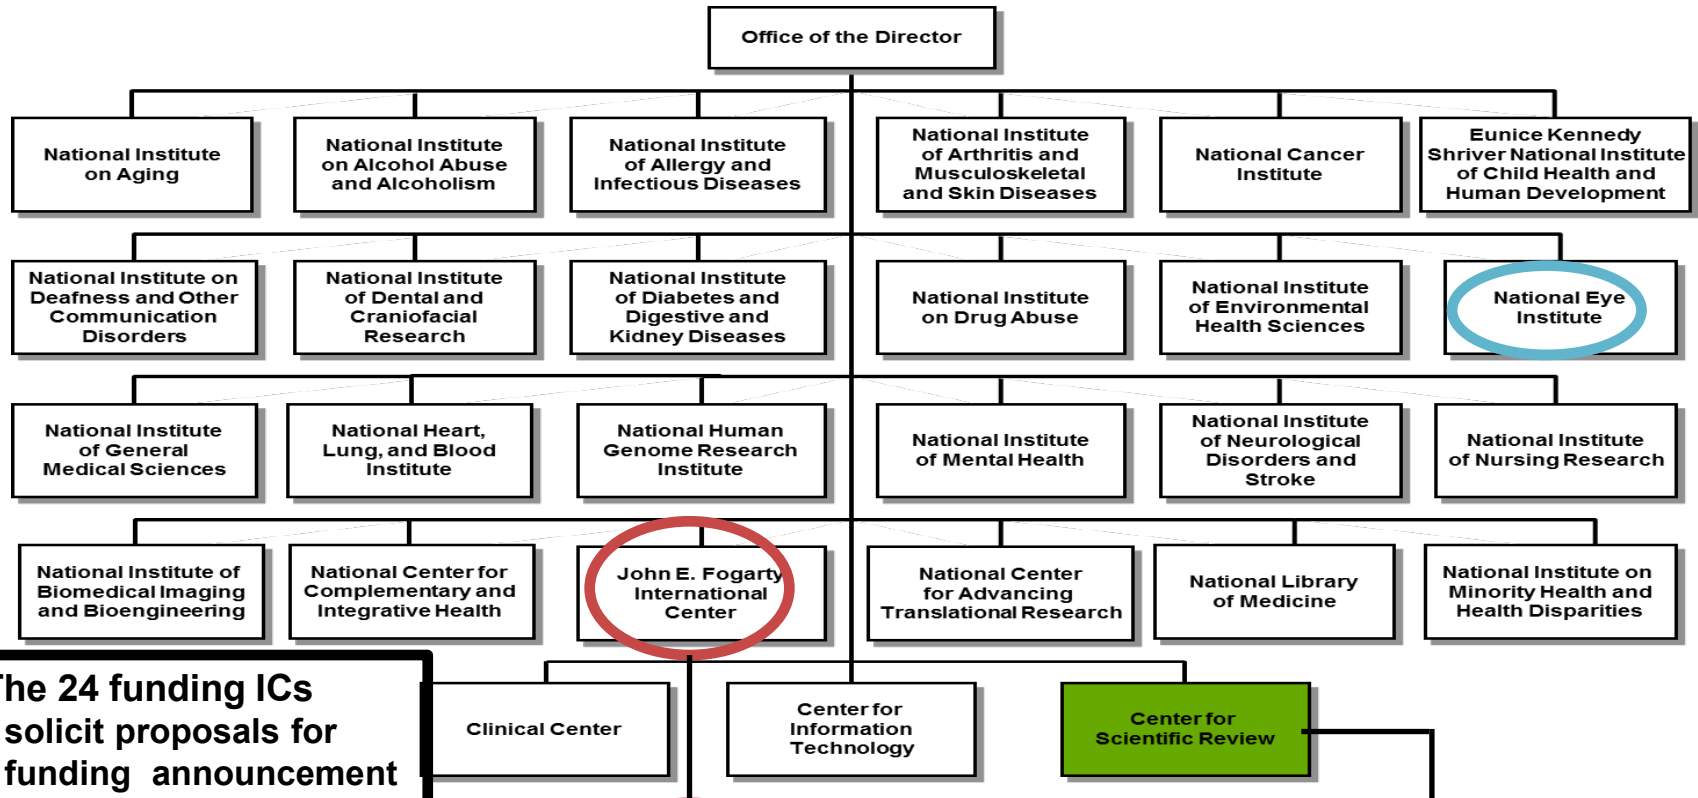 Office of the Director
National Institute
on Aging
National Institute
on Alcohol Abuse
and Alcoholism
National Institute
of Allergy and
Infectious Diseases
National Institute
of Arthritis and
Musculoskeletal
and Skin Diseases
National Cancer
Institute
Eunice Kennedy
Shriver National Institute
of Child Health and
Human Development
National Institute on
Deafness and Other
Communication
Disorders
National Institute
of Dental and
Craniofacial
Research
National Institute
of Diabetes and
Digestive and
Kidney Diseases
National Institute
on Drug Abuse
National Institute
of Environmental
Health Sciences
National Eye
Institute
National Institute
of General
Medical Sciences
National Heart,
Lung, and Blood
Institute
National Human
Genome Research
Institute
National Institute
of Mental Health
National Institute
of Neurological
Disorders and
Stroke
National Institute
of Nursing Research
National Institute of
Biomedical Imaging
and Bioengineering
National Center for
Complementary and
Integrative Health
John E. Fogarty
International
Center
National Center
for Advancing
Translational Research
National Library
of Medicine
National Institute on
Minority Health and
Health Disparities
The 24 funding ICs
solicit proposals for
funding announcement
Clinical Center
Center for
Information
Technology
Center for
Scientific Review